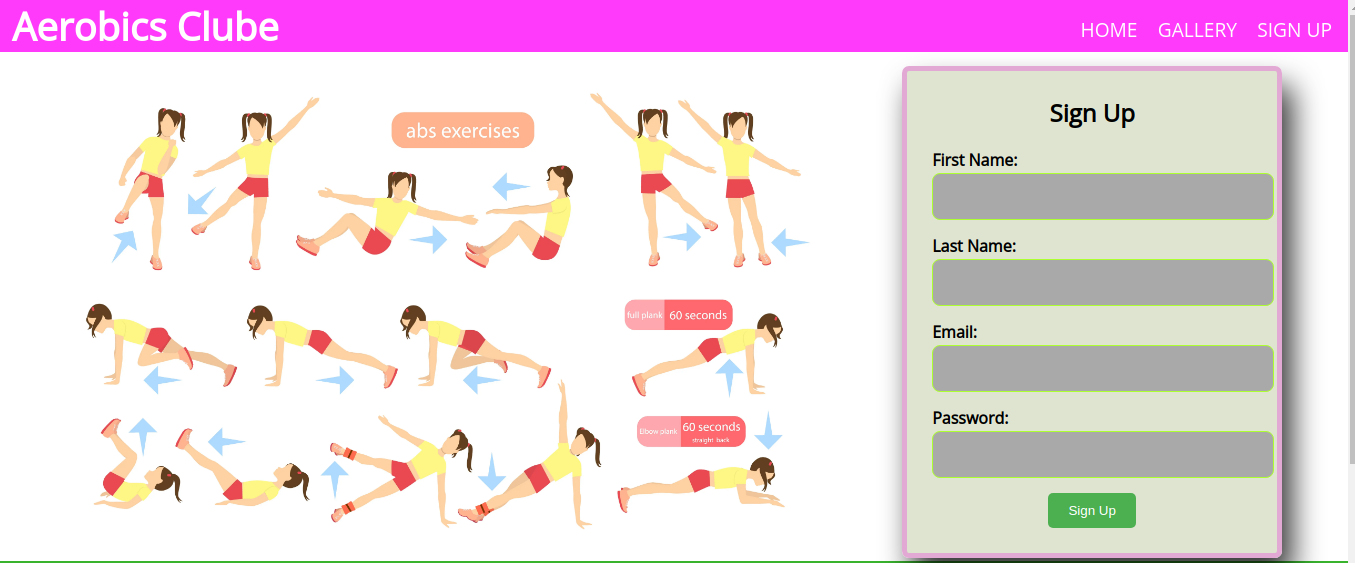 Aerobics Clube
HOME GALLERY SIGN UP
abs exercises
full plank 60 seconds
Elbow plank 60 seconds
straight back
Sign Up
First Name:
Last Name:
Email:
Password:
Sign Up